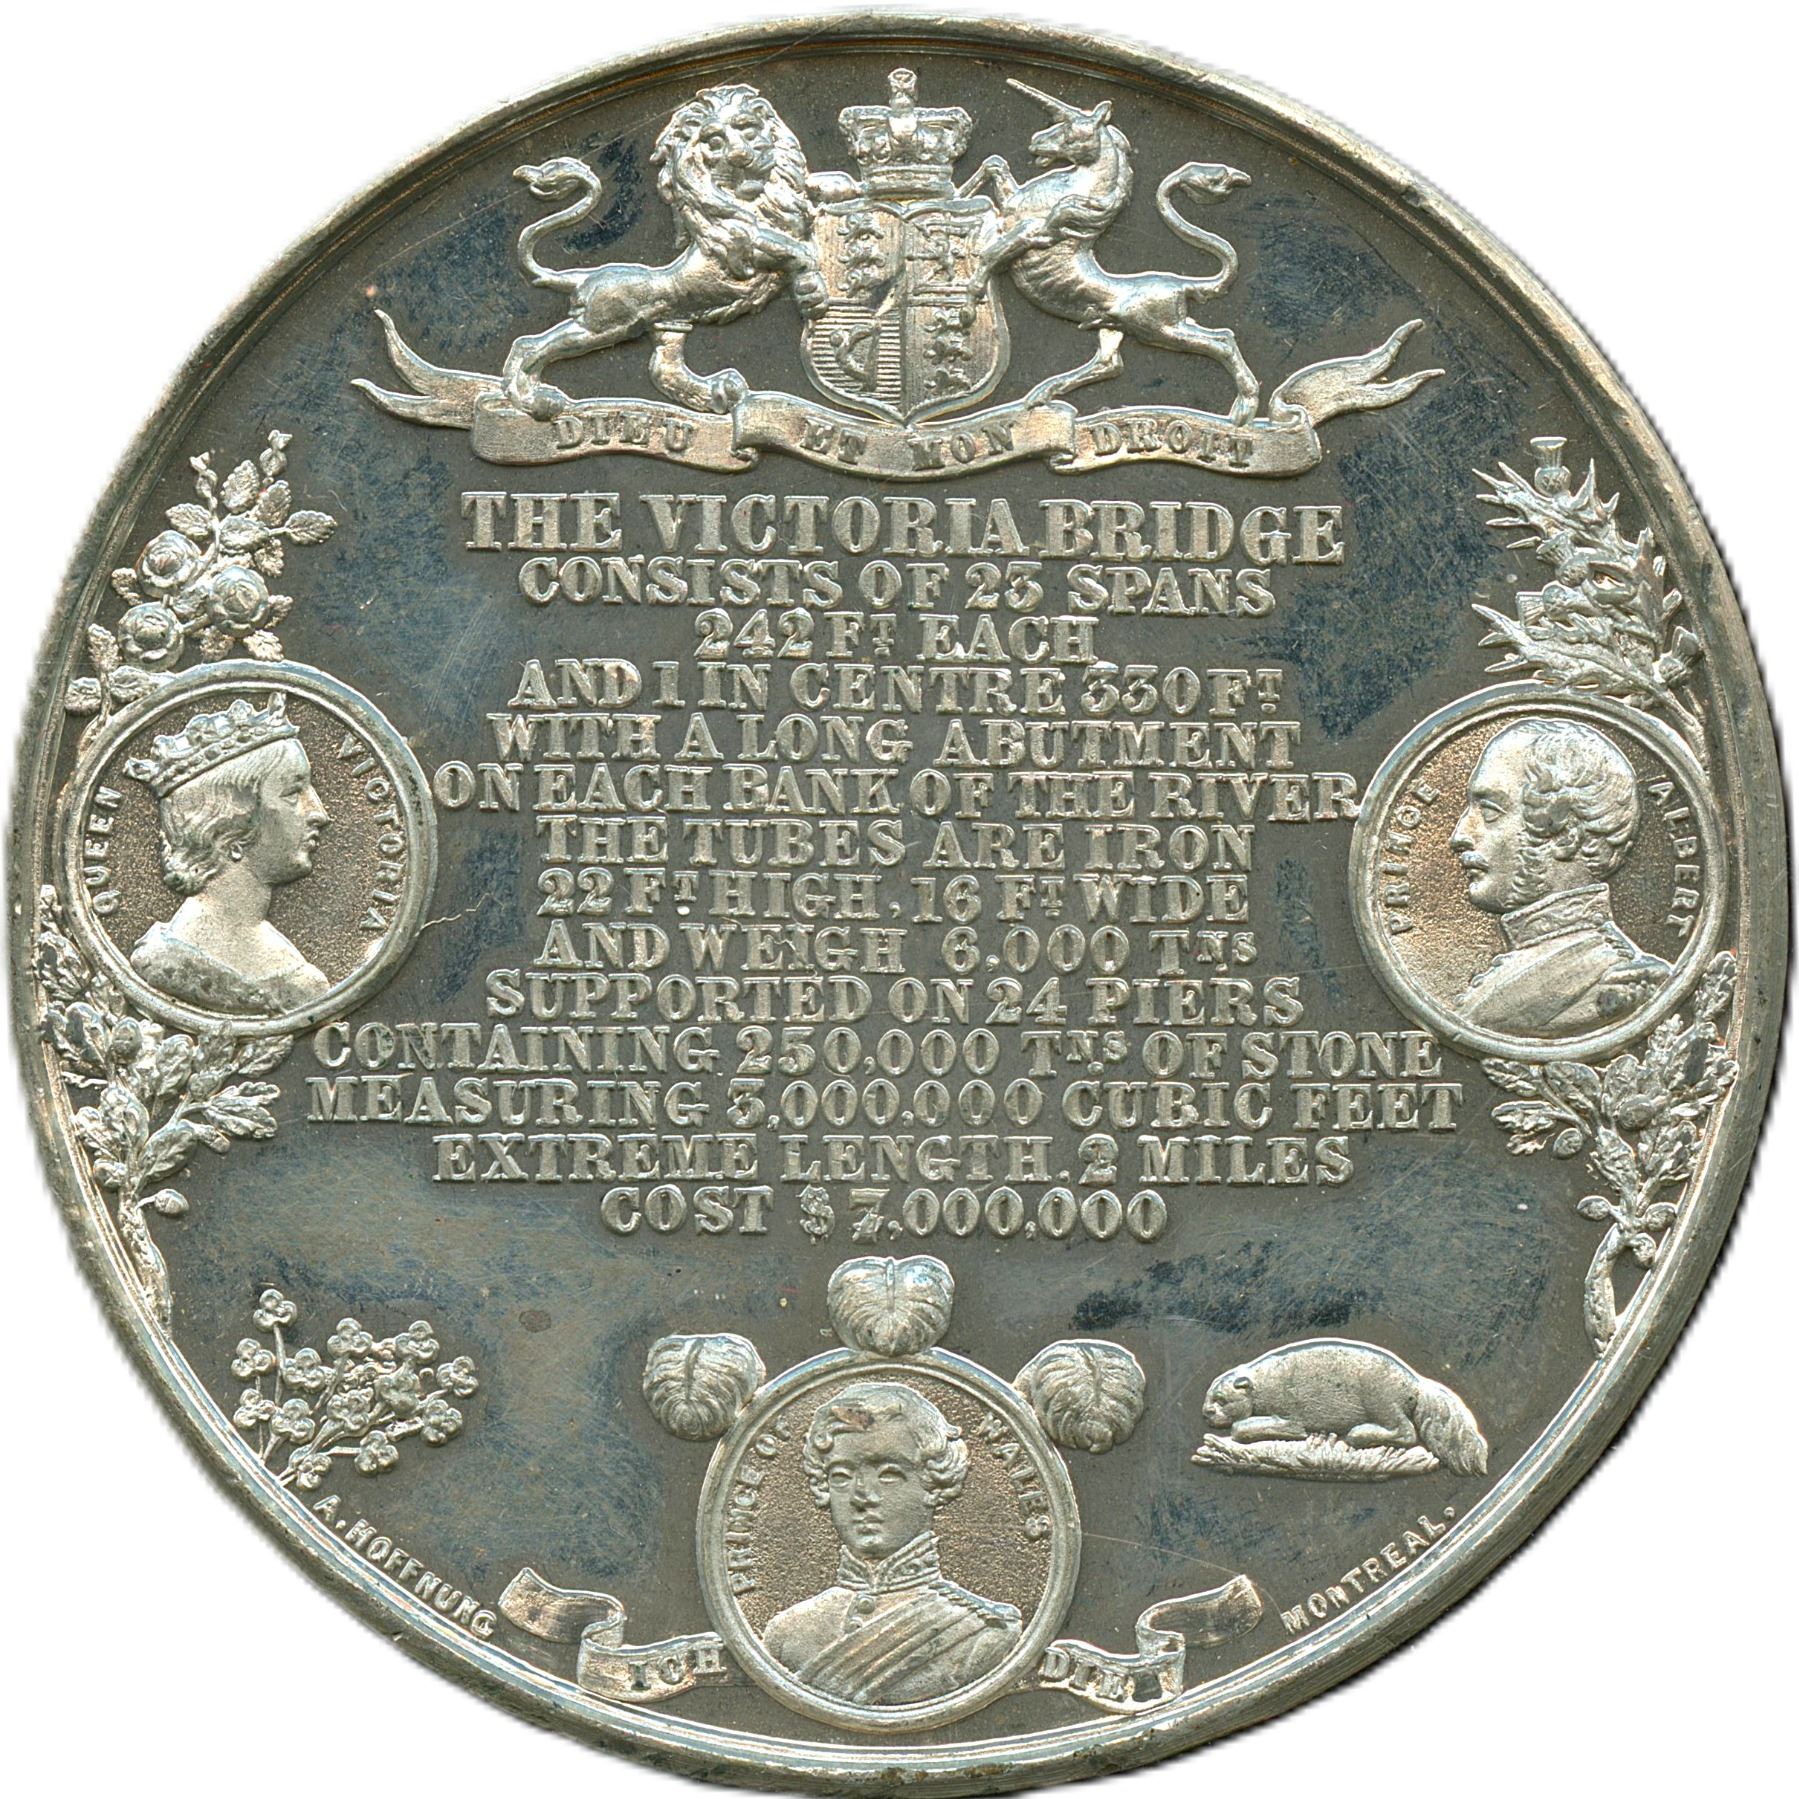 DIEU ET MON DROIT
THE VICTORIA BRIDGE
CONSISTS OF 23 SPANS
242 FT EACH
AND 1 IN CENTRE 330 FT
WITH A LONG ABUTMENT
ON EACH BANK OF THE RIVER
THE TUBES ARE IRON
22 FT HIGH, 16 FT WIDE
AND WEIGH 6,000 TNS
SUPPORTED ON 24 PIERS
CONTAINING 250,000 TNS OF STONE
MEASURING 3,000,000 CUBIC FEET
EXTREME LENGTH. 2 MILES
COST $7,000,000
QUEEN VICTORIA
PRINCE ALBERT
PRINCE OF WALES
ICH DIE
A. HOFFNUNG
MONTREAL.